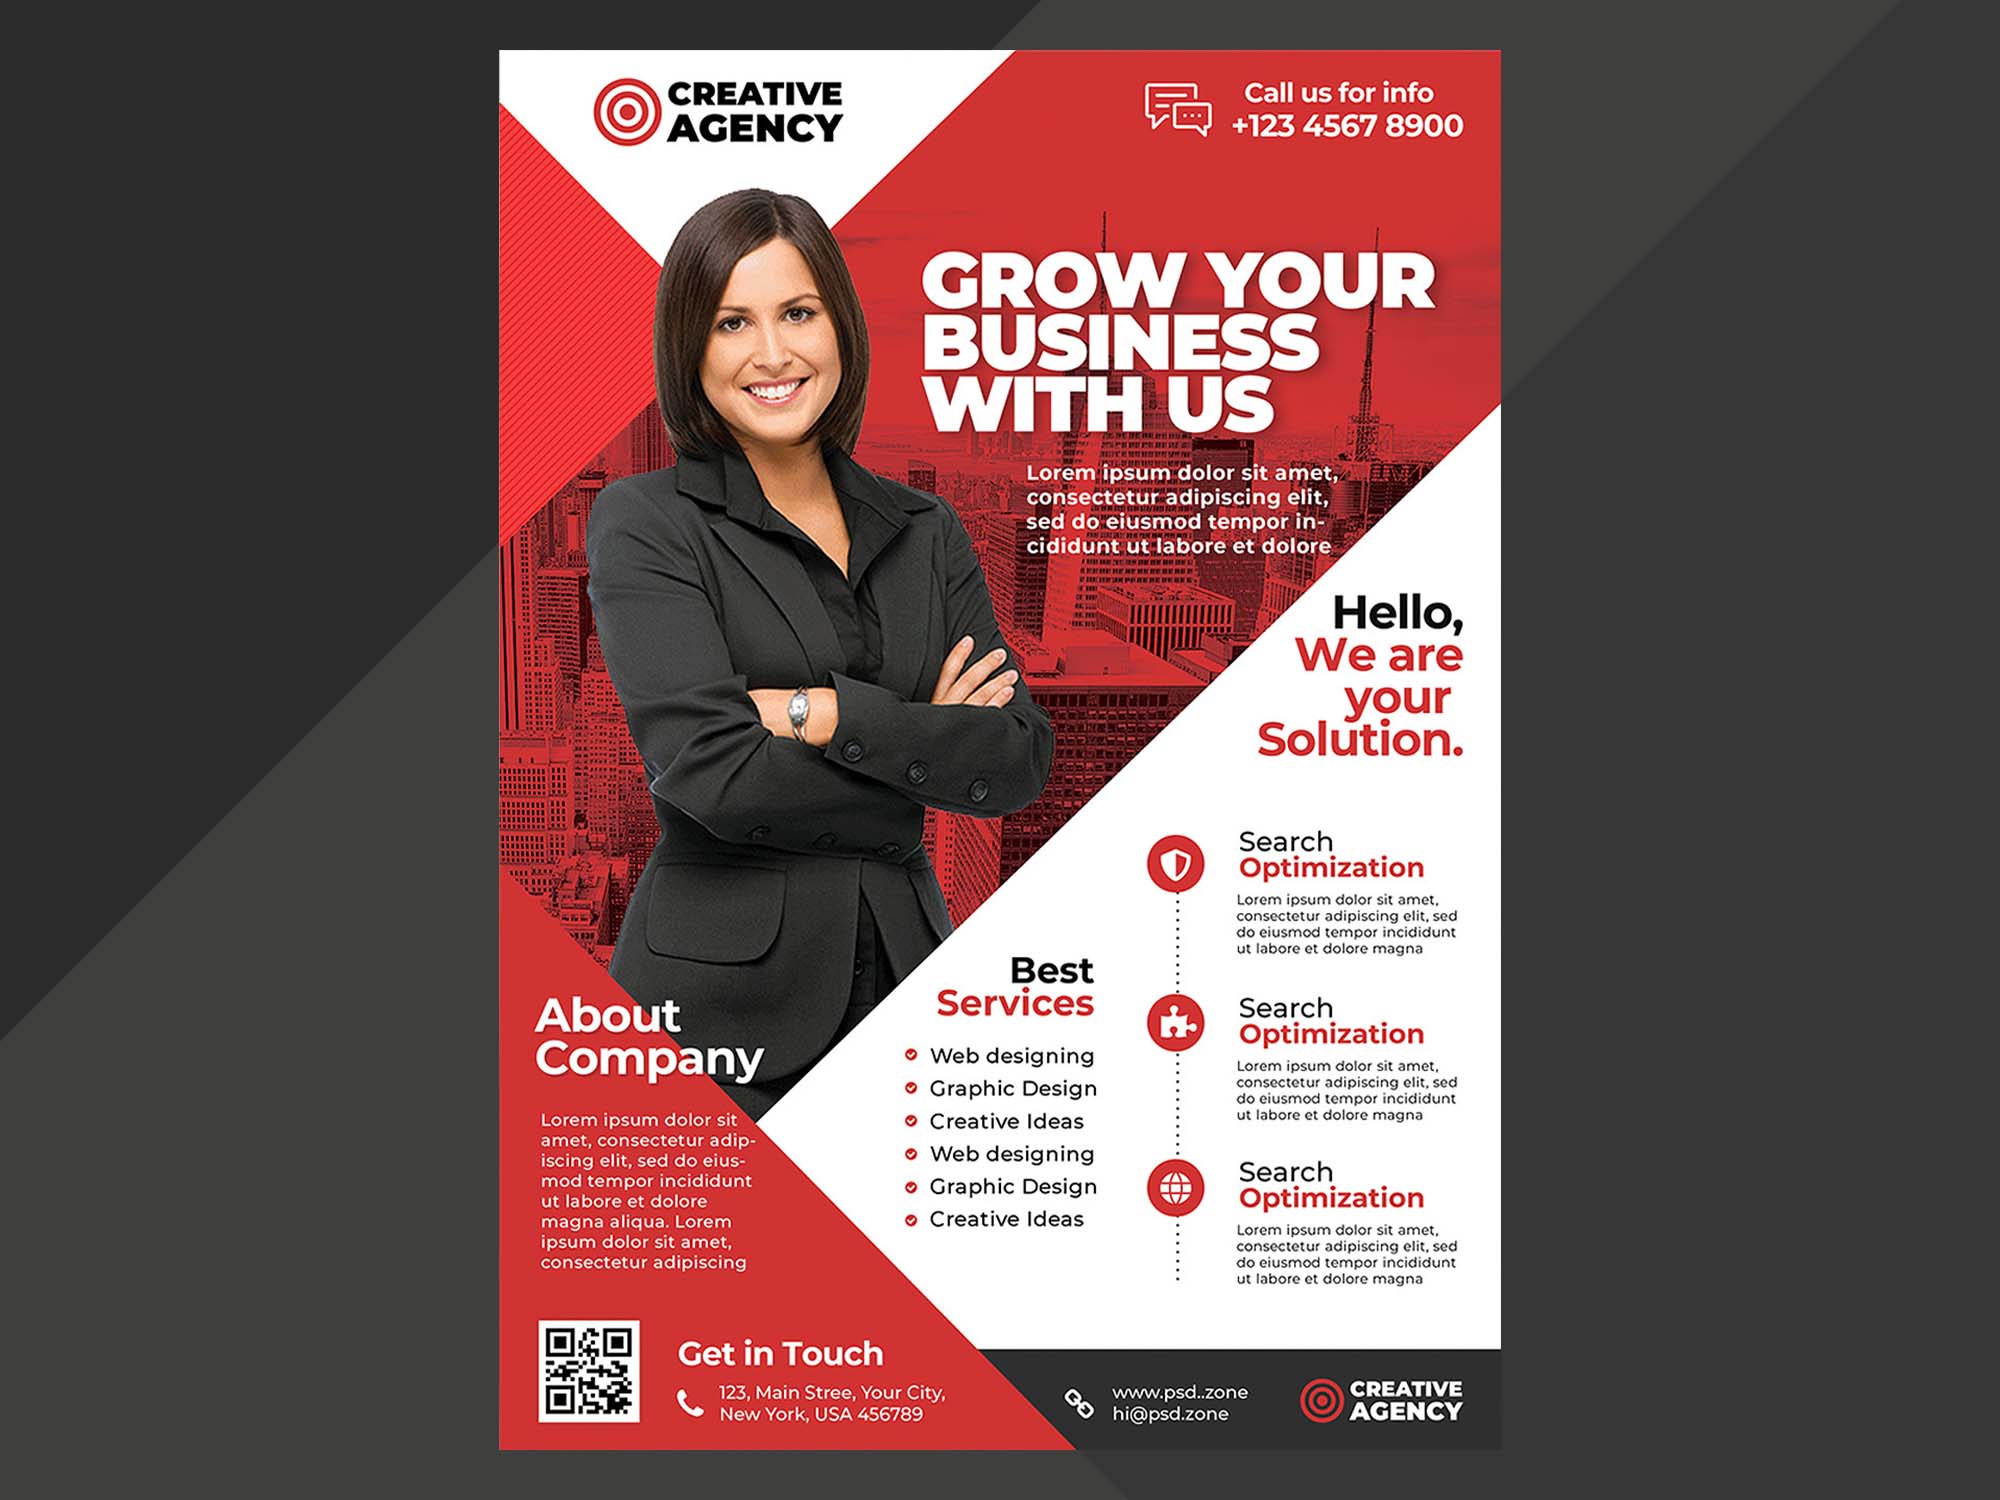 CREATIVE
AGENCY
Call us for info
+123 4567 8900
GROW YOUR
BUSINESS
WITH US
Lorem ipsum dolor sit amet,
consectetur adipiscing elit,
sed do eiusmod tempor in-
cididunt ut labore et dolore
Hello,
We are
your
Solution.
Search
Optimization
Lorem ipsum dolor sit amet,
consectetur adipiscing elit, sed
do eiusmod tempor incididunt
ut labore et dolore magna
Search
Optimization
Lorem ipsum dolor sit amet,
consectetur adipiscing elit, sed
do eiusmod tempor incididunt
ut labore et dolore magna
Search
Optimization
Lorem ipsum dolor sit amet,
consectetur adipiscing elit, sed
do eiusmod tempor incididunt
ut labore et dolore magna
Best
Services
Web designing
Graphic Design
Creative Ideas
Web designing
Graphic Design
Creative Ideas
About
Company
Lorem ipsum dolor sit
amet, consectetur adip-
iscing elit, sed do eius-
mod tempor incididunt
ut labore et dolore
magna aliqua. Lorem
ipsum dolor sit amet,
consectetur adipiscing
Get in Touch
123, Main Stree, Your City,
New York, USA 456789
www.psd..zone
hi@psd.zone
CREATIVE
AGENCY